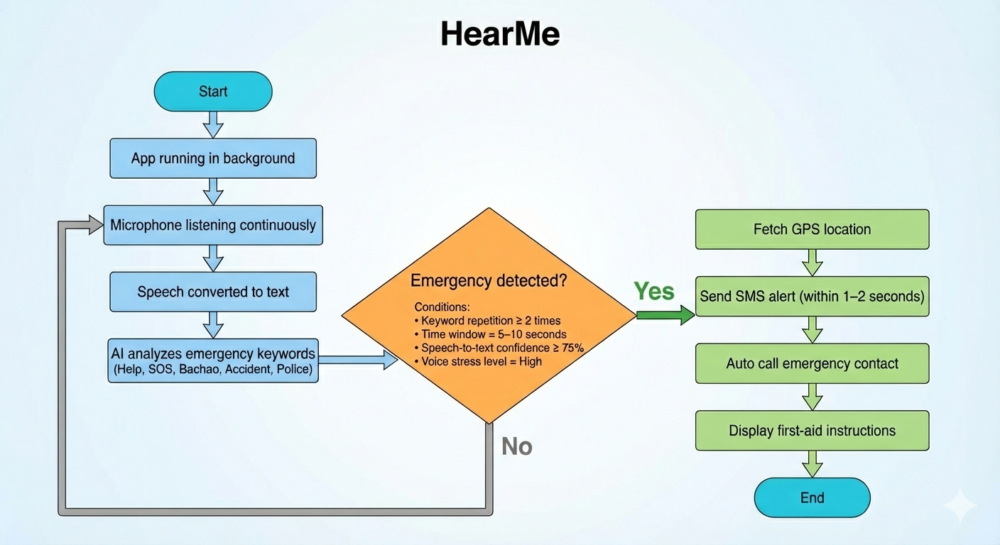 HearMe
Start
App running in background
Microphone listening continuously
Speech converted to text
AI analyzes emergency keywords
(Help, SOS, Bachao, Accident, Police)
Emergency detected?
Conditions:
• Keyword repetition ≥ 2 times
• Time window = 5–10 seconds
• Speech-to-text confidence ≥ 75%
• Voice stress level = High
Yes
No
Fetch GPS location
Send SMS alert (within 1–2 seconds)
Auto call emergency contact
Display first-aid instructions
End